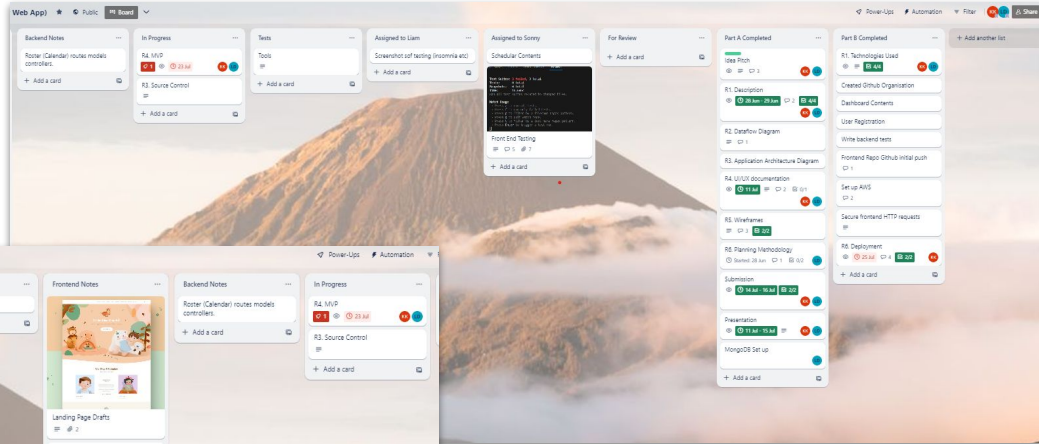 Web App)
Public
Board
Power-Ups
Automation
Filter
Share
Backend Notes
Roster (Calendar) routes models
controllers.
+ Add a card
In Progress
R4. MVP
1
23 Jul
R3. Source Control
+ Add a card
Tests
Tools
+ Add a card
Assigned to Liam
Screenshot sof testing (insomnia etc)
+ Add a card
Assigned to Sonny
Schedular Contents
Front End Testing
5
7
+ Add a card
For Review
+ Add a card
Part A Completed
Idea Pitch
3
R1. Description
28 Jun - 29 Jun
2
4/4
R2. Dataflow Diagram
1
R3. Application Architecture Diagram
R4. UI/UX documentation
11 Jul
2
0/1
R5. Wireframes
3
2/2
R6. Planning Methodology
Started: 28 Jun
1
0/2
Submission
14 Jul - 16 Jul
2/2
Presentation
11 Jul - 15 Jul
MongoDB Set up
+ Add a card
Part B Completed
R1. Technologies Used
4/4
Created Github Organisation
Dashboard Contents
User Registration
Write backend tests
Frontend Repo Github initial push
1
Set up AWS
2
Secure frontend HTTP requests
R6. Deployment
25 Jul
4
2/2
+ Add a card
+ Add another list
Power-Ups
Automation
Frontend Notes
Landing Page Drafts
2
Backend Notes
Roster (Calendar) routes models
controllers.
+ Add a card
In Progress
R4. MVP
1
23 Jul
R3. Source Control
+ Add a card